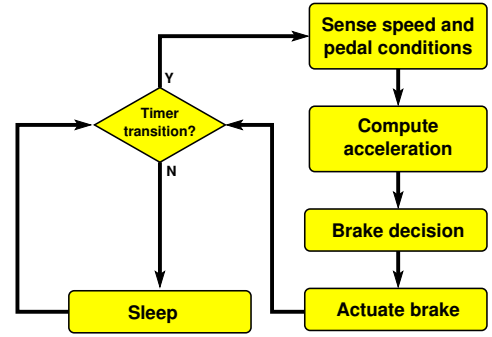 Sense speed and
pedal conditions
Y
Timer
transition?
N
Compute
acceleration
Brake decision
Sleep
Actuate brake